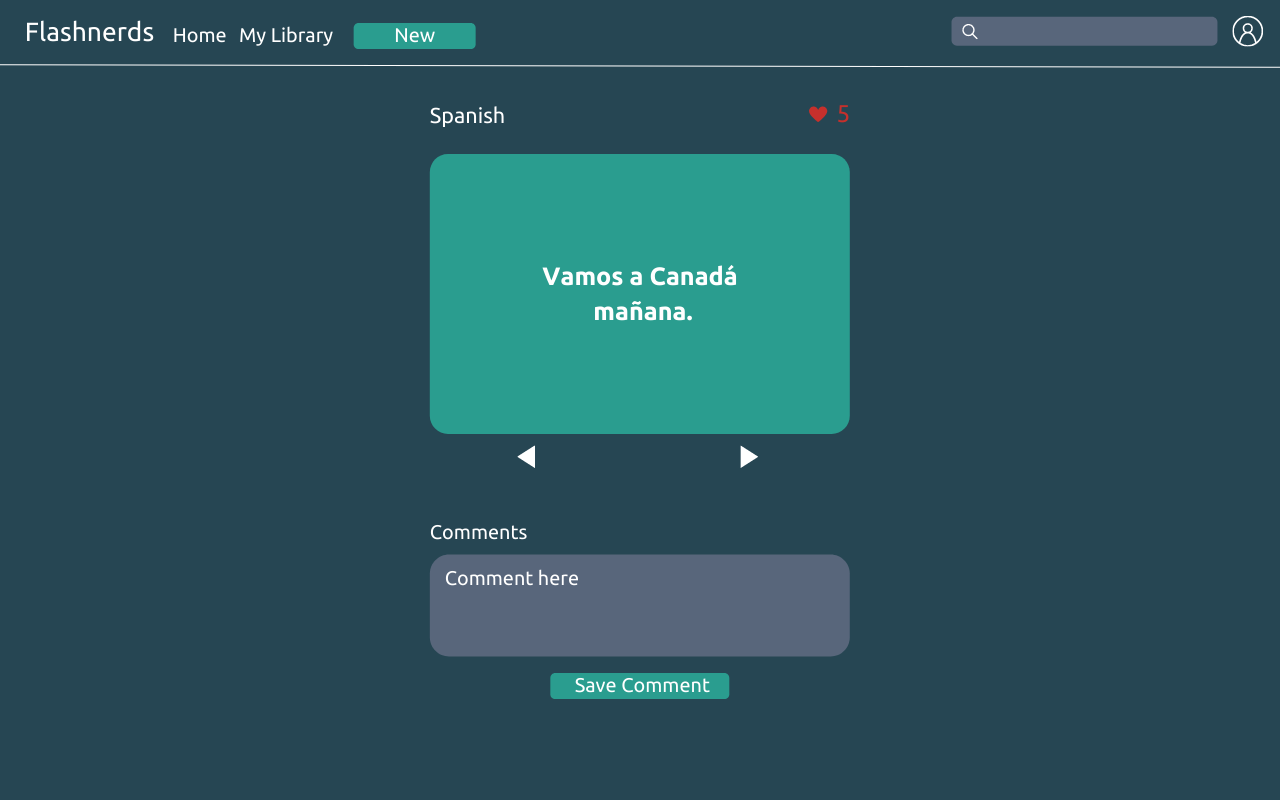 Flashnerds Home My Library New
Spanish 5
Vamos a Canadá
mañana.
Comments
Comment here
Save Comment